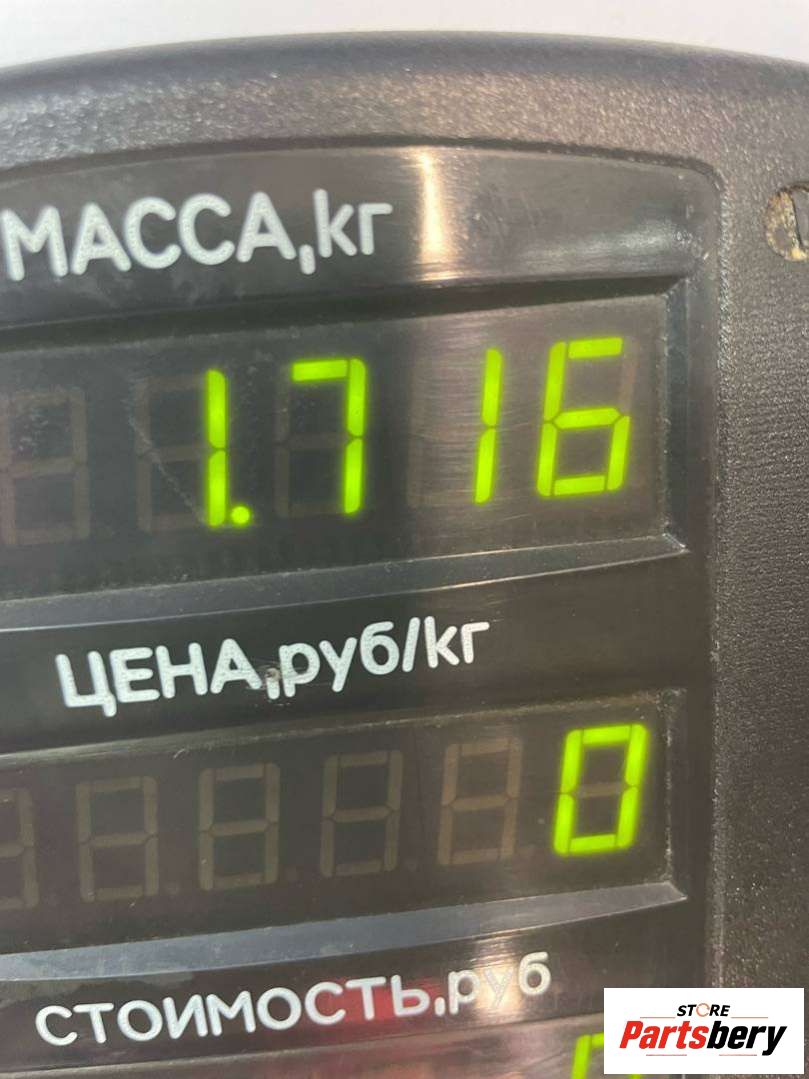 МАССА,кг
1.716
ЦЕНА,руб/кг
0
СТОИМОСТЬ,руб
STORE
Partsbery